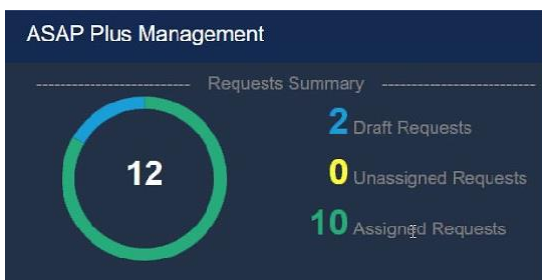 ASAP Plus Management
Requests Summary
12
2 Draft Requests
0 Unassigned Requests
10 Assigned Requests